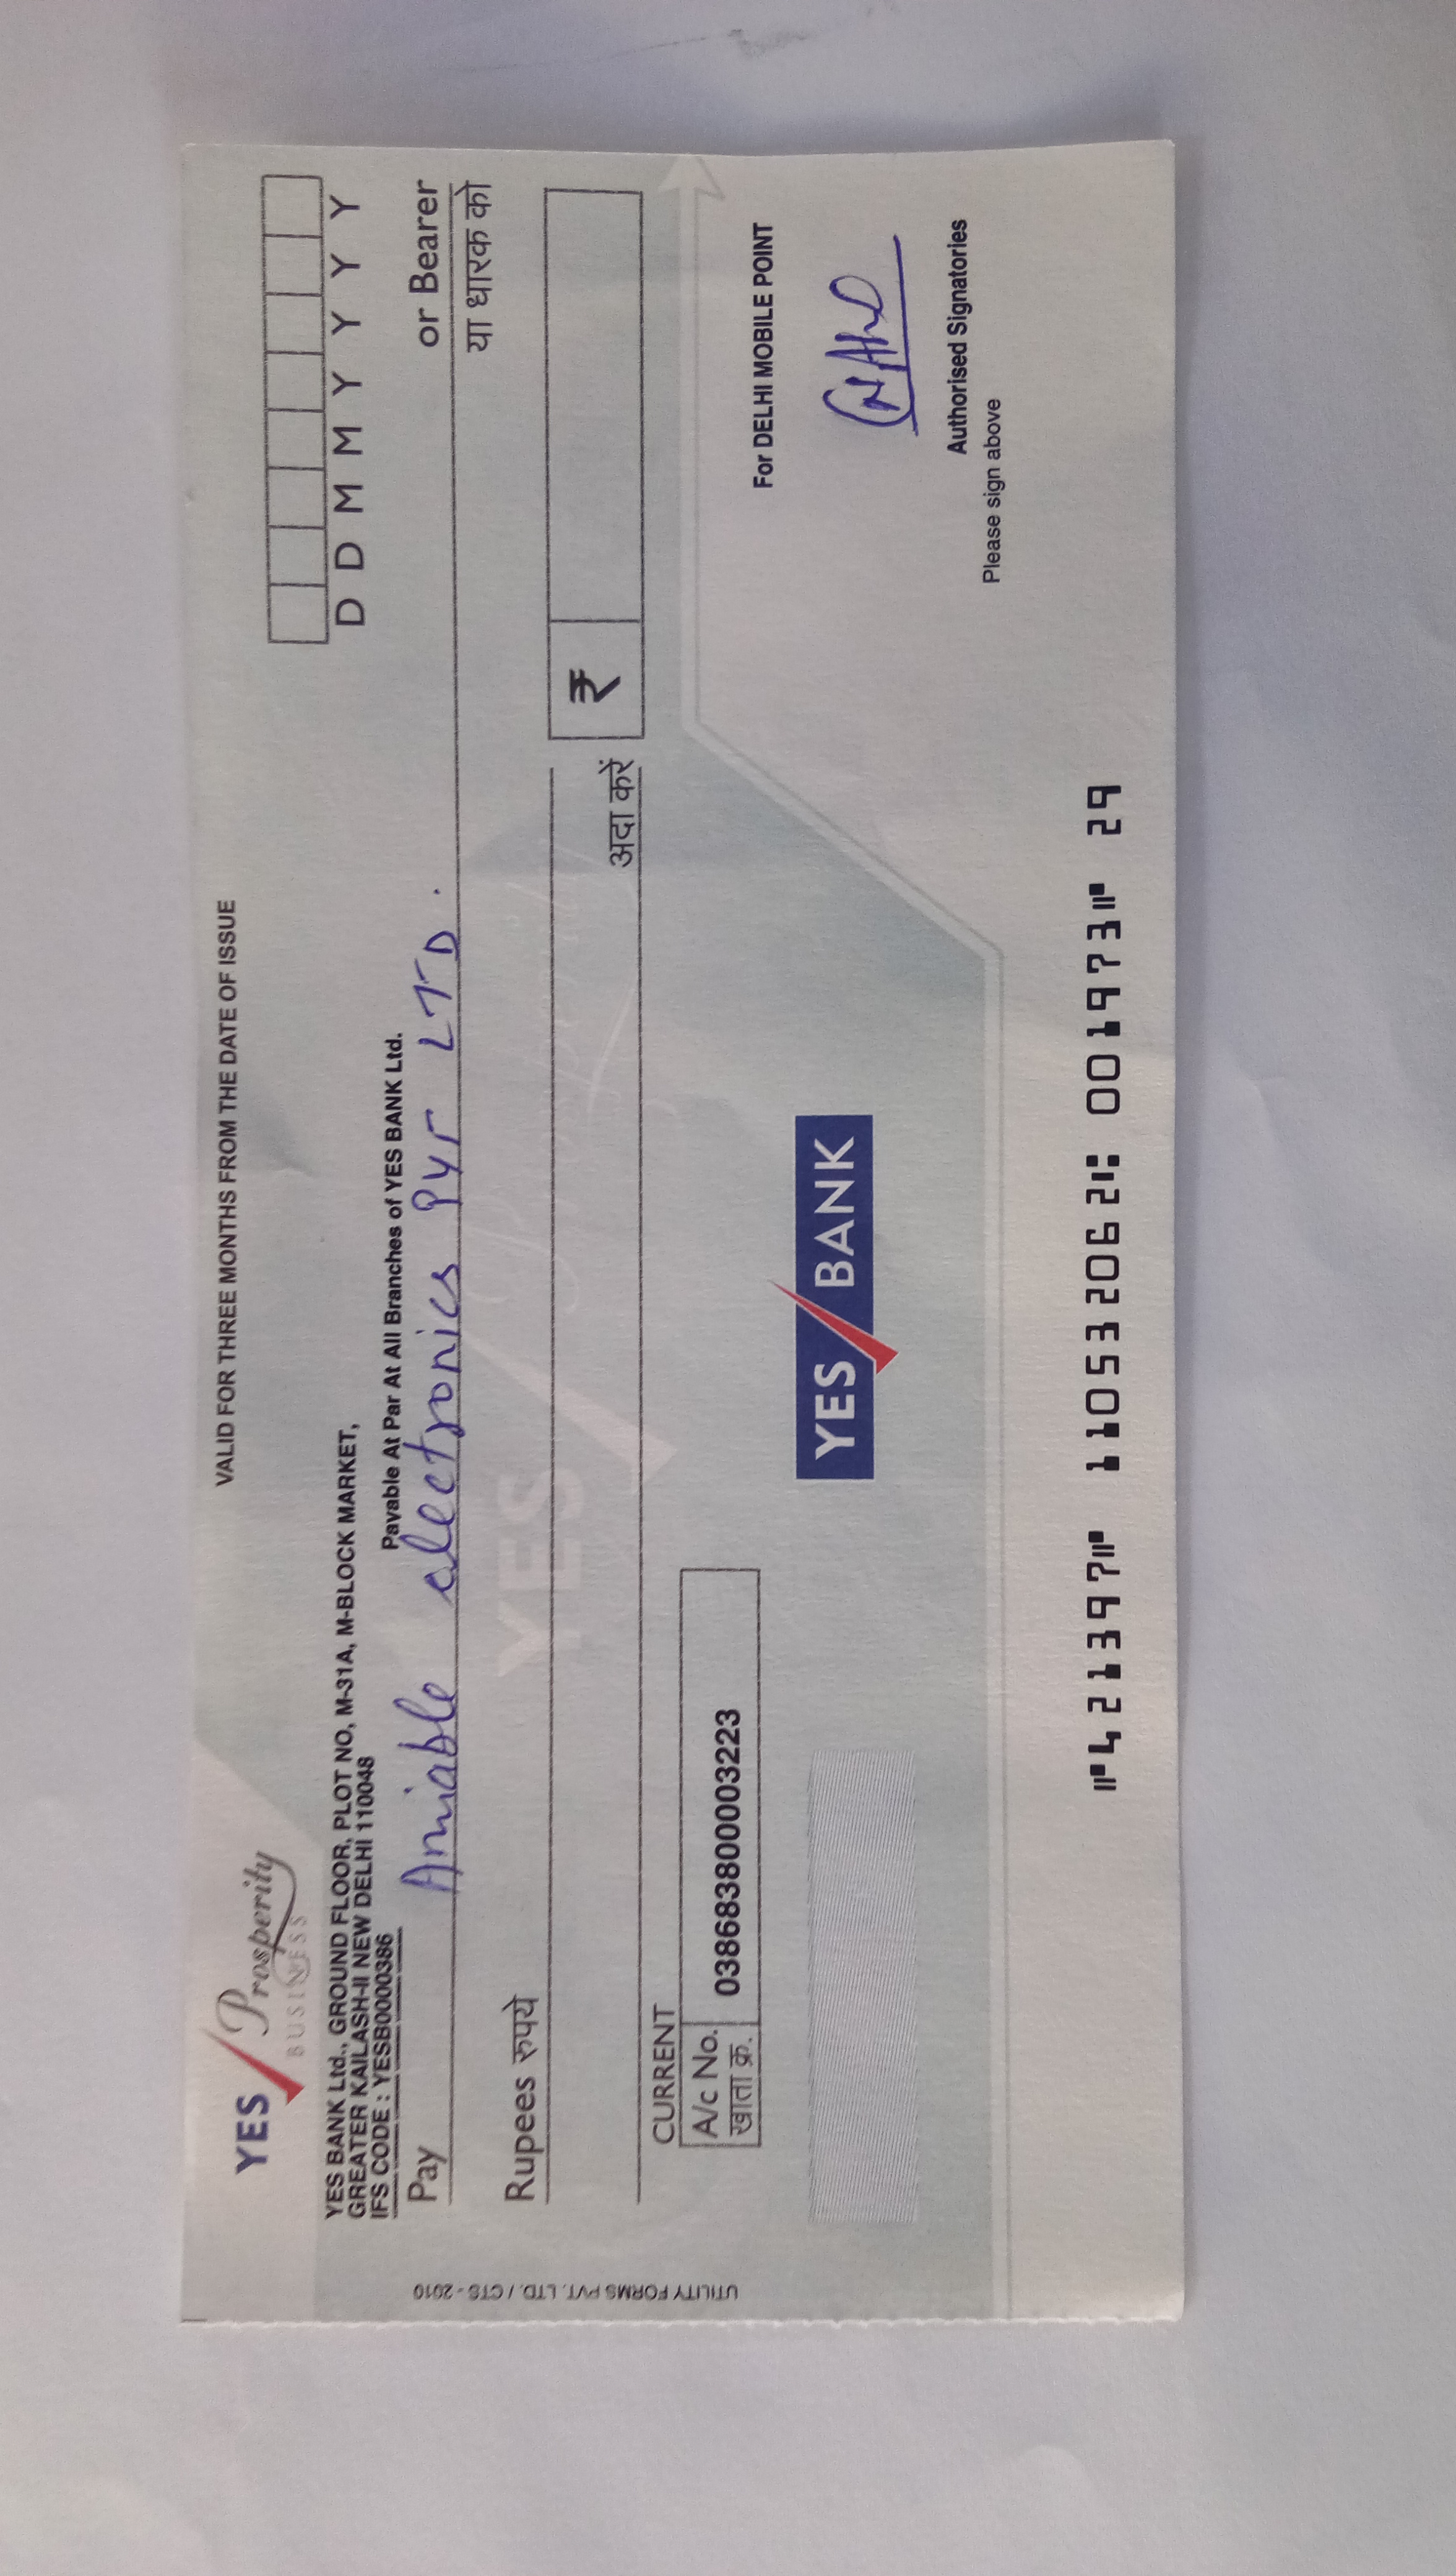 YES Prosperity
BUSINESS
VALID FOR THREE MONTHS FROM THE DATE OF ISSUE
D D M M Y Y Y Y
YES BANK Ltd., GROUND FLOOR, PLOT NO, M-31A, M-BLOCK MARKET,
GREATER KAILASH-II NEW DELHI 110048
IFS CODE : YESB0000386
Payable At Par At All Branches of YES BANK Ltd.
Pay Amiable electronics PVT LTD. or Bearer
या धारक को
Rupees रुपये
अदा करें ₹
CURRENT
A/c No. 038683800003223
खाता क्र.
For DELHI MOBILE POINT
YES BANK
Authorised Signatories
Please sign above
⑈421397⑈ 110532062⑆ 001973⑈ 29
UTILITY FORMS PVT. LTD. / CTS - 2010
YES